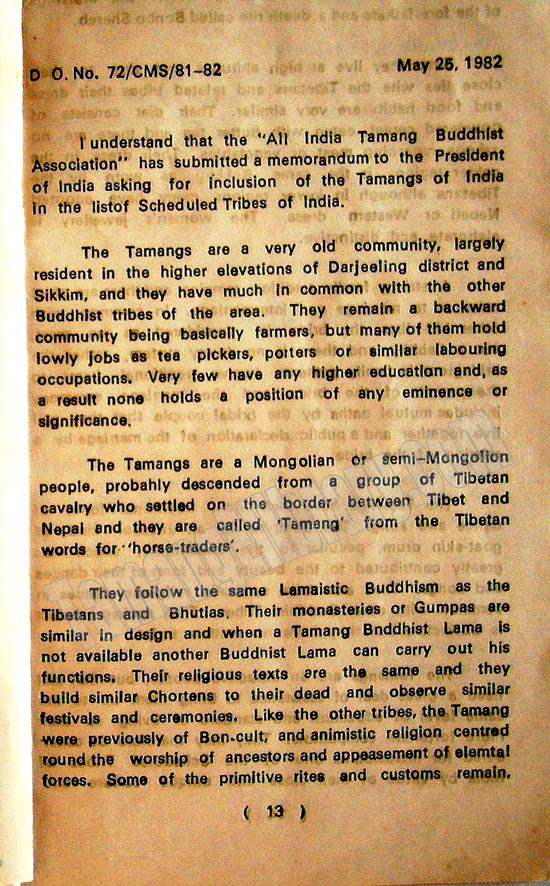 D O. No. 72/CMS/81-82 May 25, 1982
I understand that the "All India Tamang Buddhist
Association" has submitted a memorandum to the President
of India asking for inclusion of the Tamangs of India
in the listof Scheduled Tribes of India.
The Tamangs are a very old community, largely
resident in the higher elevations of Darjeeling district and
Sikkim, and they have much in common with the other
Buddhist tribes of the area. They remain a backward
community being basically farmers, but many of them hold
lowly jobs as tea pickers, porters or similar labouring
occupations. Very few have any higher education and, as
a result none holds a position of any eminence or
significance.
The Tamangs are a Mongolian or semi-Mongolion
people, probahly descended from a group of Tibetan
cavalry who settled on the border between Tibet and
Nepal and they are called 'Tamang' from the Tibetan
words for "horse-traders'.
They follow the same Lamaistic Buddhism as the
Tibetans and Bhutias, Their monasteries or Gumpas are
similar in design and when a Tamang Bnddhist Lama is
not available another Buddhist Lama can carry out his
functions. Their religious texts are the same and they
build similar Chortens to their dead and observe similar
festivals and ceremonies. Like the other tribes, the Tamang
were previously of Bon-cult, and animistic religion centred
round the worship of ancestors and appeasement of elemtal
forces. Some of the primitive rites and customs remain,
( 13 )